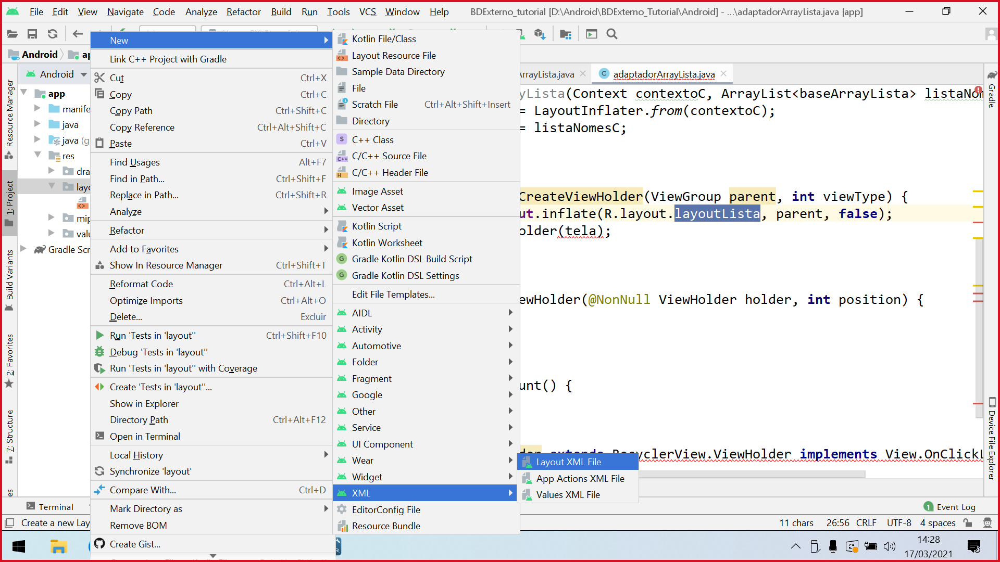 File Edit View Navigate Code Analyze Refactor Build Run Tools VCS Window Help BDExterno_tutorial [D:\Android\BDExterno_Tutorial\Android] - ...\adaptadorArrayLista.java [app]
Android
Android
rrayLista.java
adaptadorArrayLista.java
app
manife
java
java (g
res
dra
layo
mip
valu
Gradle Scr
Resource Manager
1: Project
Build Variants
2: Favorites
7: Structure
New
Link C++ Project with Gradle
Cut Ctrl+X
Copy Ctrl+C
Copy Path Ctrl+Shift+C
Copy Reference Ctrl+Alt+Shift+C
Paste Ctrl+V
Find Usages Alt+F7
Find in Path... Ctrl+Shift+F
Replace in Path... Ctrl+Shift+R
Analyze
Refactor
Add to Favorites
Show In Resource Manager Ctrl+Shift+T
Reformat Code Ctrl+Alt+L
Optimize Imports Ctrl+Alt+O
Delete... Excluir
Run 'Tests in 'layout'' Ctrl+Shift+F10
Debug 'Tests in 'layout''
Run 'Tests in 'layout'' with Coverage
Create 'Tests in 'layout''...
Show in Explorer
Directory Path Ctrl+Alt+F12
Open in Terminal
Local History
Synchronize 'layout'
Compare With... Ctrl+D
Mark Directory as
Remove BOM
Create Gist...
Kotlin File/Class
Layout Resource File
Sample Data Directory
File
Scratch File Ctrl+Alt+Shift+Insert
Directory
C++ Class
C/C++ Source File
C/C++ Header File
Image Asset
Vector Asset
Kotlin Script
Kotlin Worksheet
Gradle Kotlin DSL Build Script
Gradle Kotlin DSL Settings
Edit File Templates...
AIDL
Activity
Automotive
Folder
Fragment
Google
Other
Service
UI Component
Wear
Widget
XML
EditorConfig File
Resource Bundle
Layout XML File
App Actions XML File
Values XML File
yLista(Context contextoC, ArrayList<baseArrayLista> listaNom
= LayoutInflater.from(contextoC);
= listaNomesC;
CreateViewHolder(ViewGroup parent, int viewType) {
ut.inflate(R.layout.layoutLista, parent, false);
older(tela);
ewHolder(@NonNull ViewHolder holder, int position) {
unt() {
der extends RecyclerView.ViewHolder implements View.OnClickL
Gradle
Device File Explorer
Terminal
1 Event Log
Create a new Lay
11 chars 26:56 CRLF UTF-8 4 spaces
14:28
17/03/2021